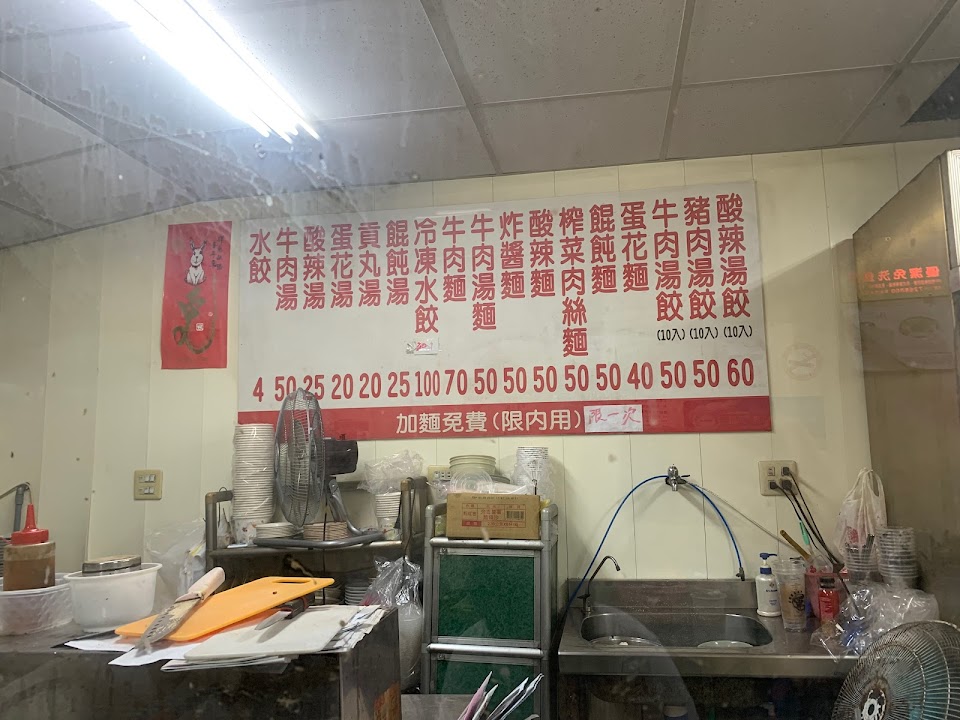 酸辣湯餃(10入) 60
豬肉湯餃(10入) 50
牛肉湯餃(10入) 50
蛋花麵 40
餛飩麵 50
榨菜肉絲麵 50
酸辣麵 50
炸醬麵 50
牛肉湯麵 50
牛肉麵 70
冷凍水餃 100
餛飩湯 25
貢丸湯 20
蛋花湯 20
酸辣湯 25
牛肉湯 50
水餃 4
加麵免費(限內用) 限一次